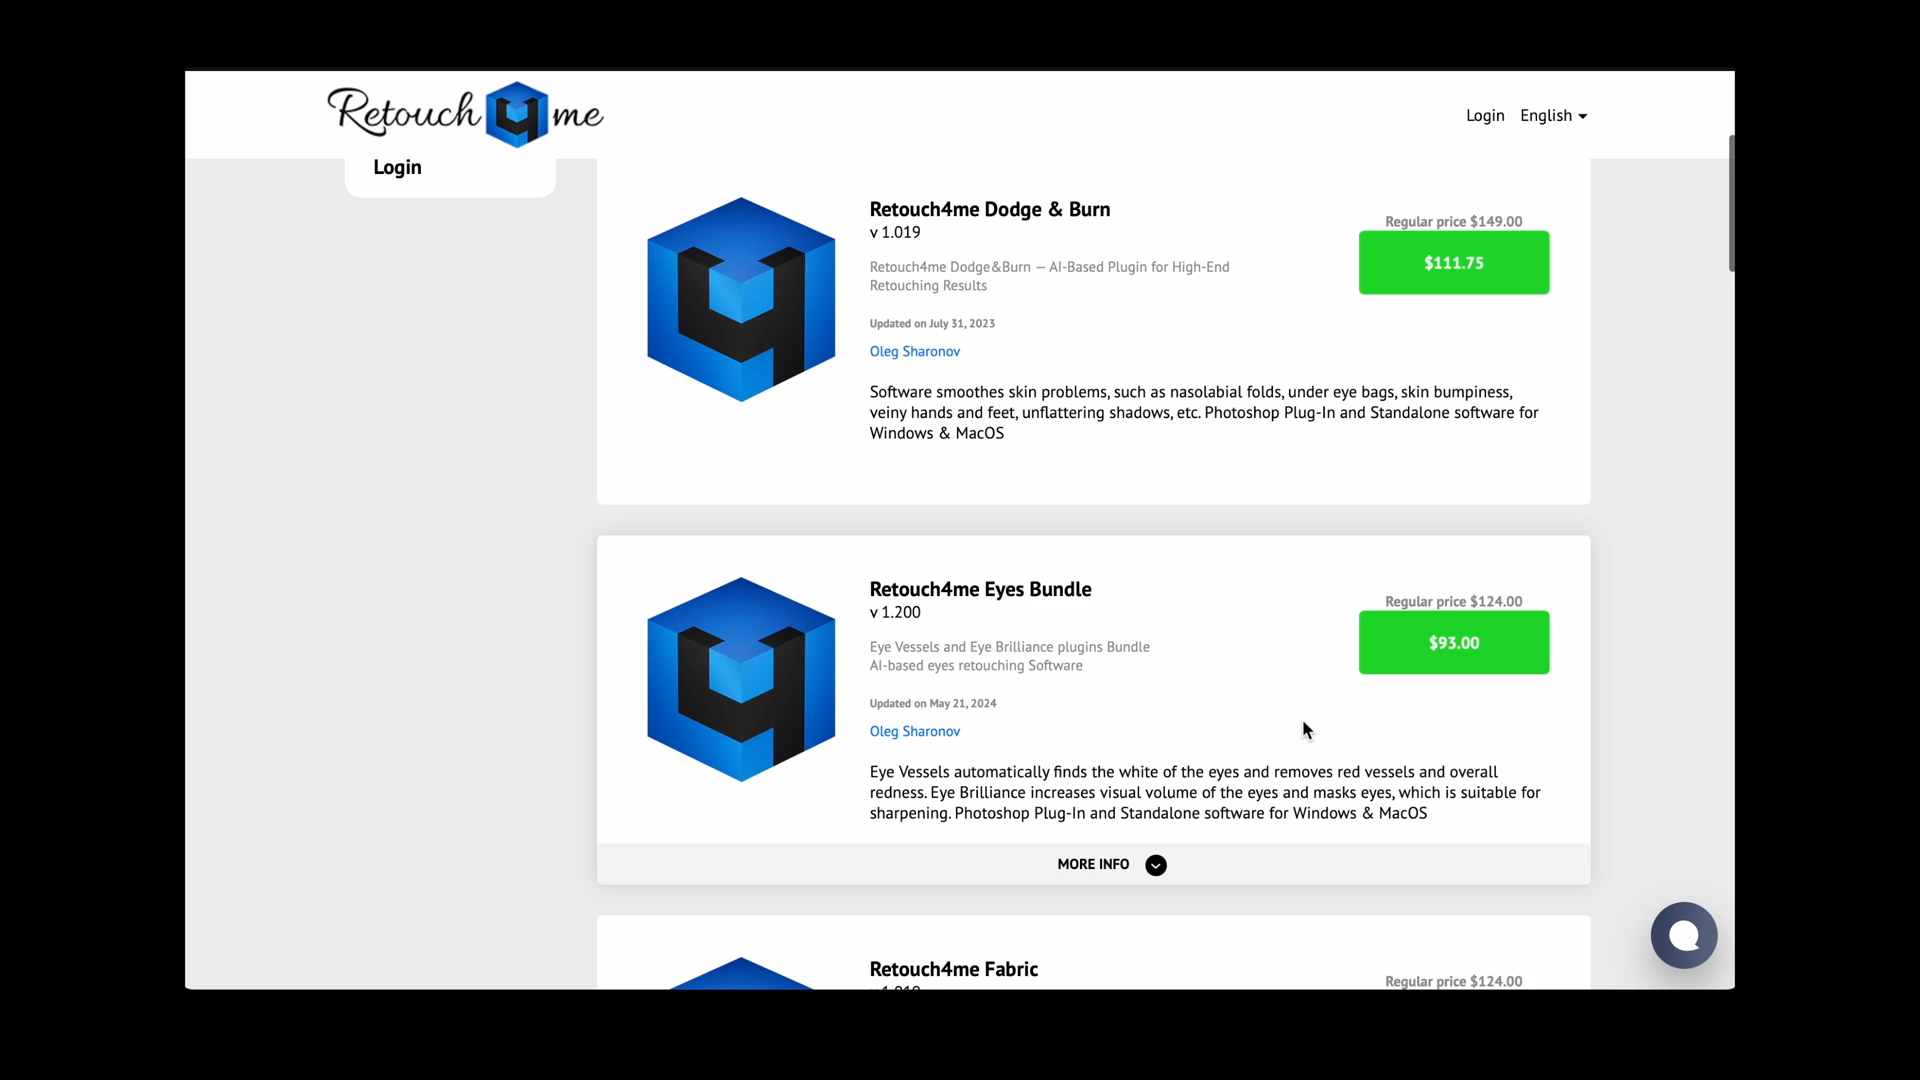 Retouch4me
Login English
Login
Retouch4me Dodge & Burn
v 1.019
Regular price $149.00
$111.75
Retouch4me Dodge&Burn — AI-Based Plugin for High-End
Retouching Results
Updated on July 31, 2023
Oleg Sharonov
Software smoothes skin problems, such as nasolabial folds, under eye bags, skin bumpiness,
veiny hands and feet, unflattering shadows, etc. Photoshop Plug-In and Standalone software for
Windows & MacOS
Retouch4me Eyes Bundle
v 1.200
Regular price $124.00
$93.00
Eye Vessels and Eye Brilliance plugins Bundle
AI-based eyes retouching Software
Updated on May 21, 2024
Oleg Sharonov
Eye Vessels automatically finds the white of the eyes and removes red vessels and overall
redness. Eye Brilliance increases visual volume of the eyes and masks eyes, which is suitable for
sharpening. Photoshop Plug-In and Standalone software for Windows & MacOS
MORE INFO
Retouch4me Fabric
Regular price $124.00